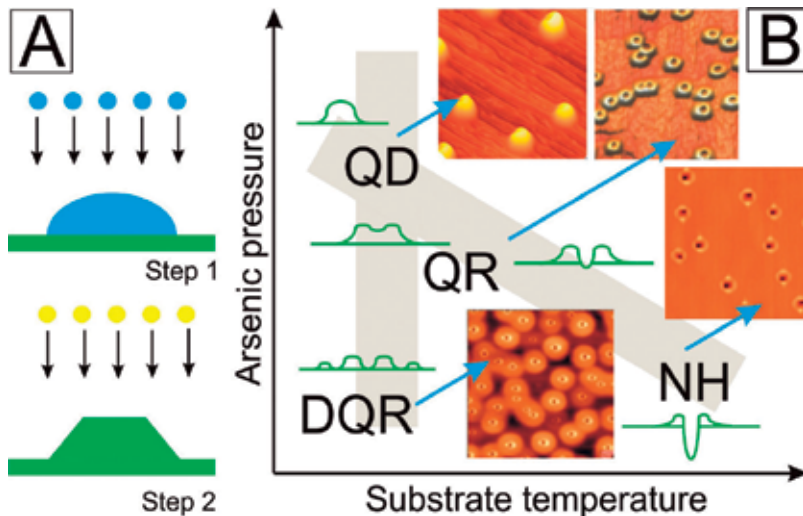 A
Step 1
Step 2
B
Arsenic pressure
QD
QR
DQR
NH
Substrate temperature